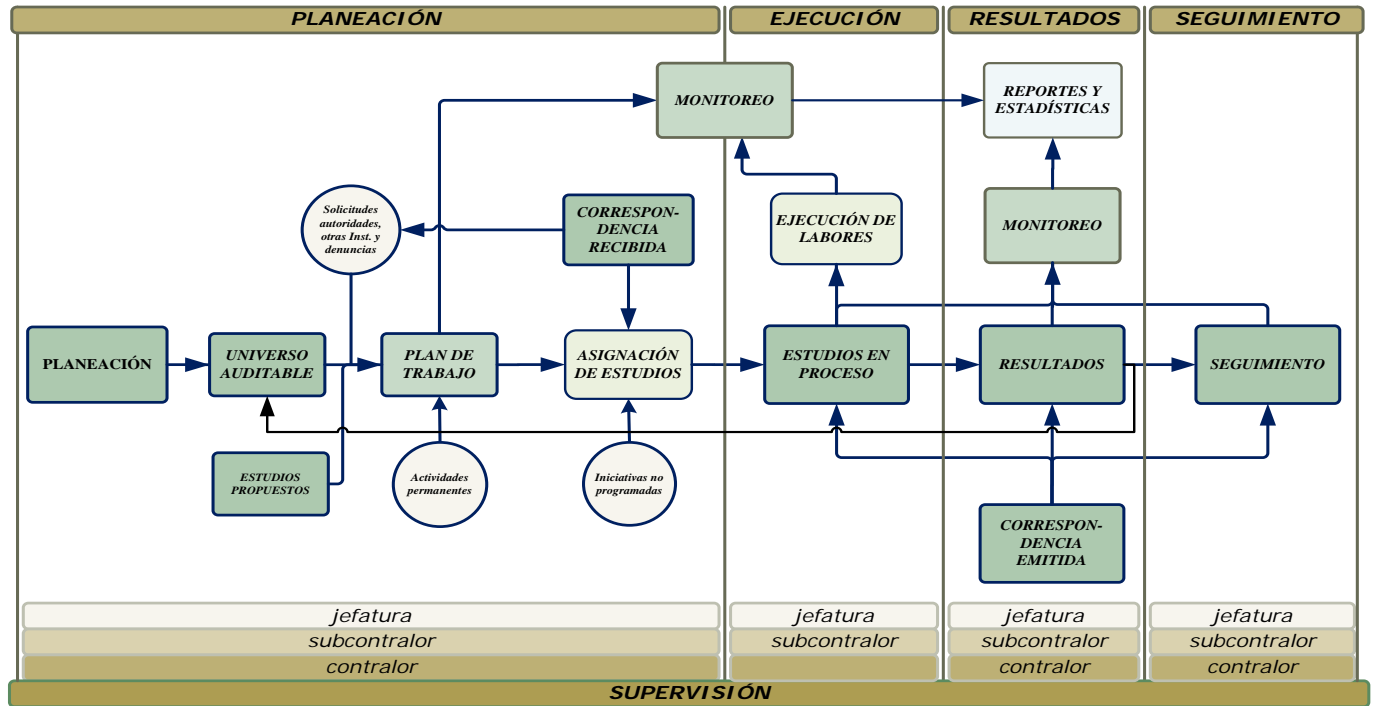 PLANEACIÓN
EJECUCIÓN
RESULTADOS
SEGUIMIENTO
MONITOREO
REPORTES Y
ESTADÍSTICAS
Solicitudes
autoridades,
otras Inst. y
denuncias
CORRESPON-
DENCIA
RECIBIDA
EJECUCIÓN DE
LABORES
MONITOREO
PLANEACIÓN
UNIVERSO
AUDITABLE
PLAN DE
TRABAJO
ASIGNACIÓN
DE ESTUDIOS
ESTUDIOS EN
PROCESO
RESULTADOS
SEGUIMIENTO
ESTUDIOS
PROPUESTOS
Actividades
permanentes
Iniciativas no
programadas
CORRESPON-
DENCIA
EMITIDA
jefatura
jefatura
jefatura
jefatura
subcontralor
subcontralor
subcontralor
subcontralor
contralor
contralor
contralor
SUPERVISIÓN